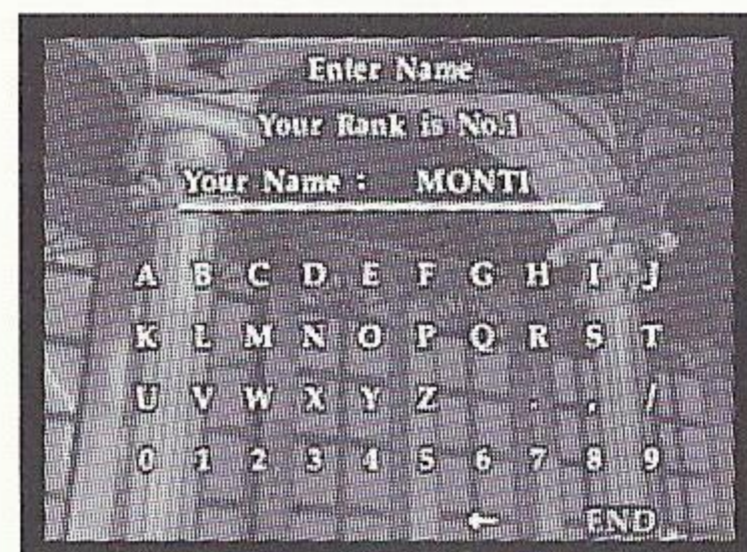 Enter Name
Your Rank is No.1
Your Name : MONTI
A B C D E F G H I J
K L M N O P Q R S T
U V W X Y Z . , /
0 1 2 3 4 5 6 7 8 9
← END